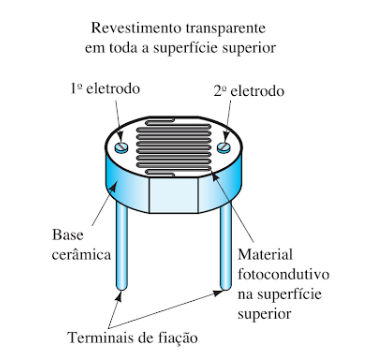 Revestimento transparente
em toda a superfície superior
1º eletrodo
2º eletrodo
Base
cerâmica
Material
fotocondutivo
na superfície
superior
Terminais de fiação